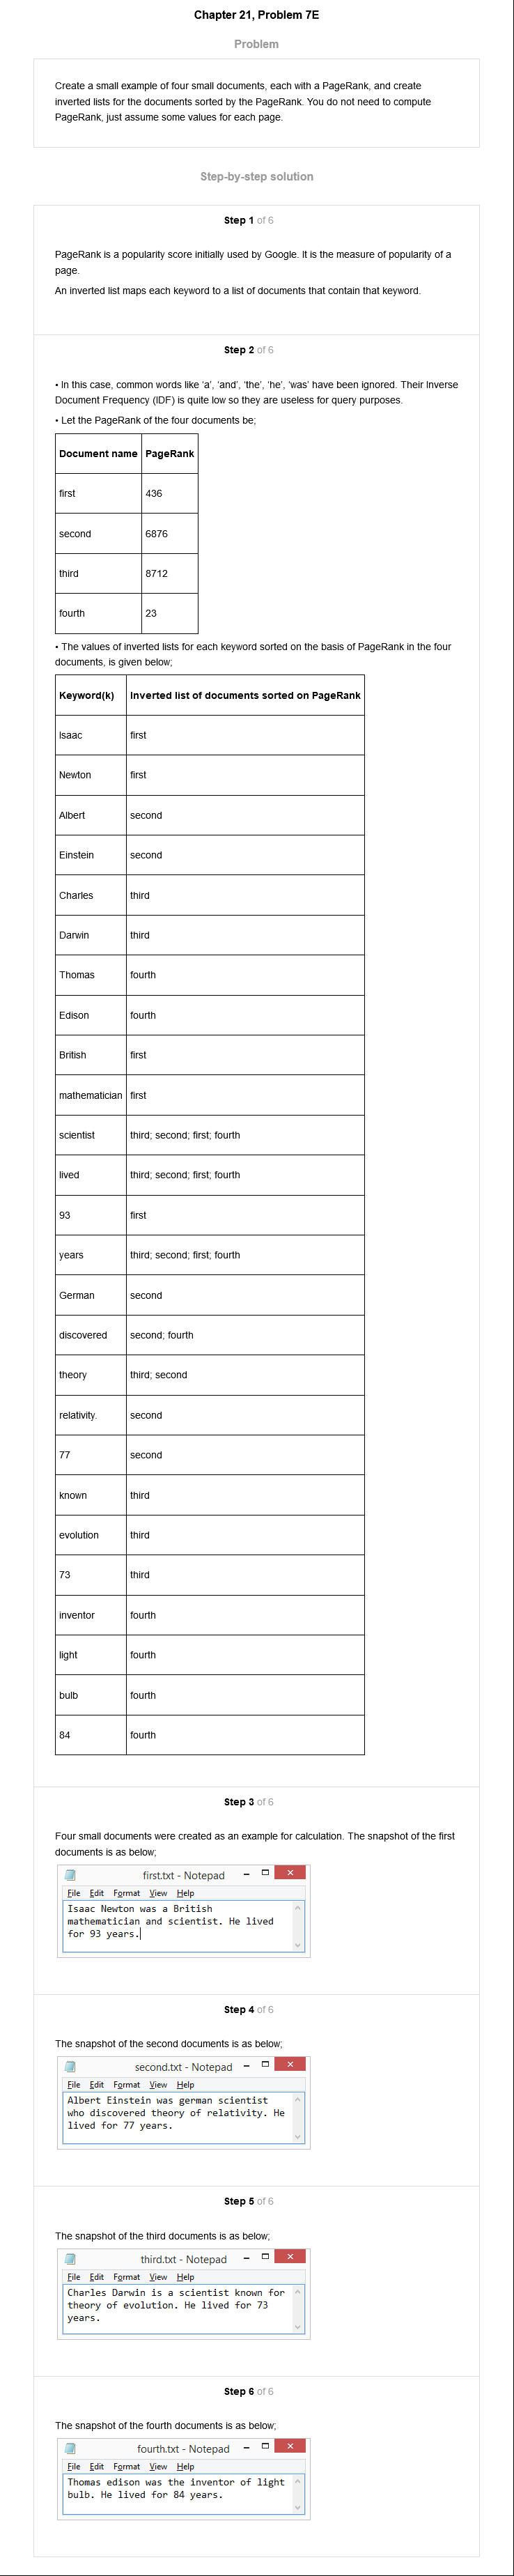 Chapter 21, Problem 7E
Problem
Create a small example of four small documents, each with a PageRank, and create
inverted lists for the documents sorted by the PageRank. You do not need to compute
PageRank, just assume some values for each page.
Step-by-step solution
Step 1 of 6
PageRank is a popularity score initially used by Google. It is the measure of popularity of a
page.
An inverted list maps each keyword to a list of documents that contain that keyword.
Step 2 of 6
• In this case, common words like 'a', 'and', 'the', 'he', 'was' have been ignored. Their Inverse
Document Frequency (IDF) is quite low so they are useless for query purposes.
• Let the PageRank of the four documents be;
Document name PageRank
first 436
second 6876
third 8712
fourth 23
• The values of inverted lists for each keyword sorted on the basis of PageRank in the four
documents, is given below;
Keyword(k) Inverted list of documents sorted on PageRank
Isaac first
Newton first
Albert second
Einstein second
Charles third
Darwin third
Thomas fourth
Edison fourth
British first
mathematician first
scientist third; second; first; fourth
lived third; second; first; fourth
93 first
years third; second; first; fourth
German second
discovered second; fourth
theory third; second
relativity. second
77 second
known third
evolution third
73 third
inventor fourth
light fourth
bulb fourth
84 fourth
Step 3 of 6
Four small documents were created as an example for calculation. The snapshot of the first
documents is as below;
first.txt - Notepad
File Edit Format View Help
Isaac Newton was a British
mathematician and scientist. He lived
for 93 years.
Step 4 of 6
The snapshot of the second documents is as below;
second.txt - Notepad
File Edit Format View Help
Albert Einstein was german scientist
who discovered theory of relativity. He
lived for 77 years.
Step 5 of 6
The snapshot of the third documents is as below;
third.txt - Notepad
File Edit Format View Help
Charles Darwin is a scientist known for
theory of evolution. He lived for 73
years.
Step 6 of 6
The snapshot of the fourth documents is as below;
fourth.txt - Notepad
File Edit Format View Help
Thomas edison was the inventor of light
bulb. He lived for 84 years.